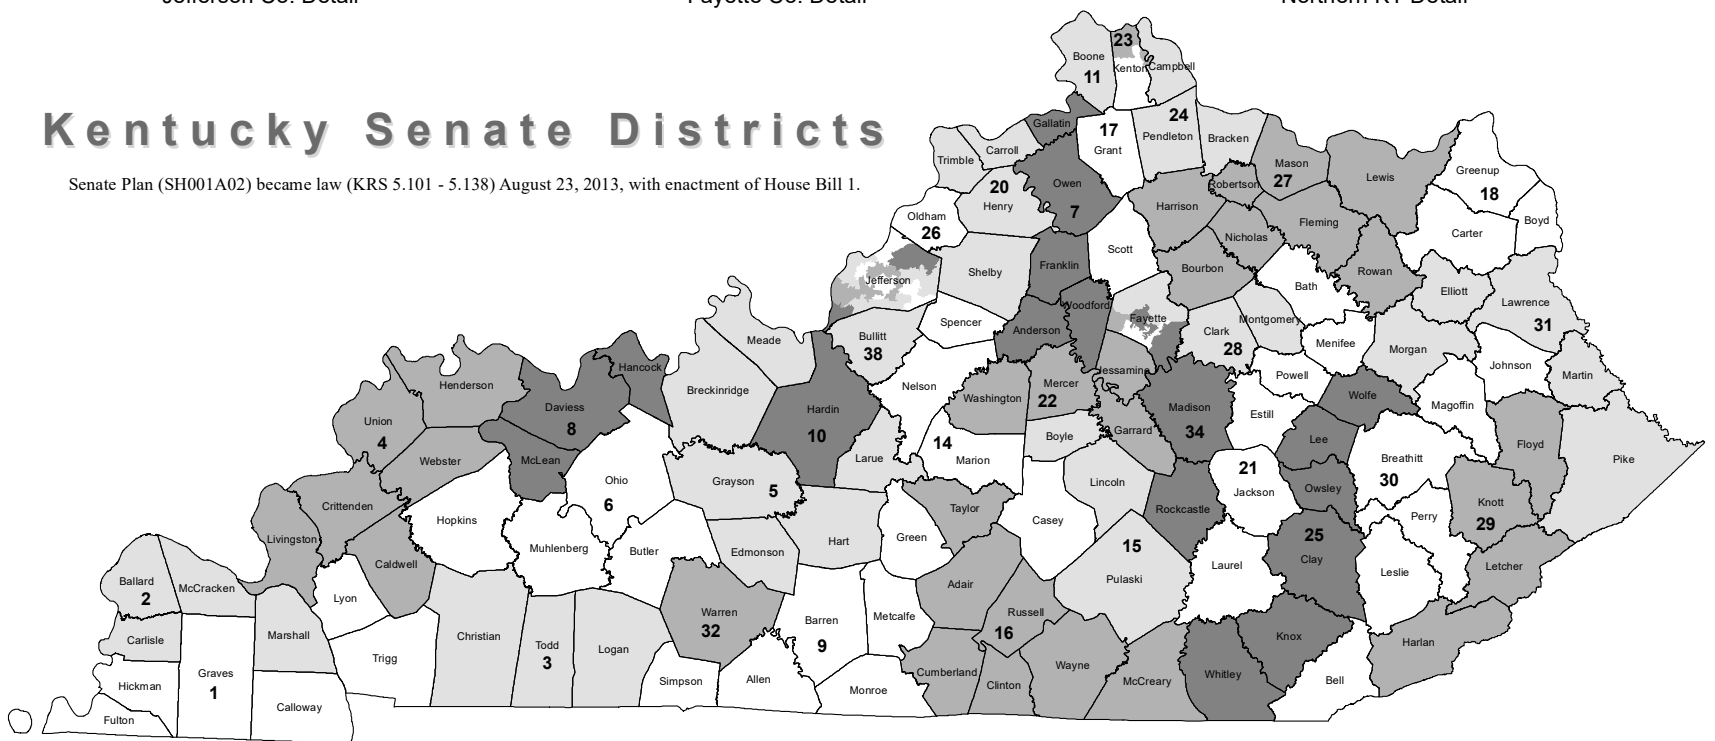 Jefferson Co. Detail Fayette Co. Detail Northern KY Detail
Kentucky Senate Districts
Senate Plan (SH001A02) became law (KRS 5.101 - 5.138) August 23, 2013, with enactment of House Bill 1.
23
Boone
11
Kenton
Campbell
24
Gallatin
17
Grant
Pendleton
Bracken
Carroll
Trimble
Mason
27
Lewis
Greenup
18
20
Henry
Owen
7
Robertson
Harrison
Oldham
26
Fleming
Boyd
Carter
Nicholas
Scott
Shelby
Franklin
Bourbon
Rowan
Jefferson
Bath
Elliott
Lawrence
31
Woodford
Spencer
Anderson
Fayette
Clark
28
Montgomery
Bullitt
38
Meade
Menifee
Morgan
Johnson
Martin
Hancock
Breckinridge
Nelson
Jessamine
Powell
Henderson
Washington
Mercer
22
Wolfe
Magoffin
Union
4
Daviess
8
Hardin
10
Madison
34
Estill
Garrard
Boyle
Lee
Floyd
14
Marion
Webster
McLean
Larue
Breathitt
30
Pike
Ohio
6
Grayson
5
Lincoln
21
Jackson
Owsley
Knott
29
Crittenden
Taylor
Rockcastle
Hopkins
Casey
Perry
Livingston
Muhlenberg
Butler
Edmonson
Hart
Green
15
Pulaski
25
Clay
Caldwell
Laurel
Leslie
Letcher
Ballard
2
McCracken
Lyon
Adair
Warren
32
Barren
9
Metcalfe
Russell
16
Carlisle
Marshall
Christian
Todd
3
Logan
Knox
Harlan
Trigg
Wayne
Graves
1
Hickman
Simpson
Allen
Monroe
Cumberland
Clinton
McCreary
Whitley
Bell
Calloway
Fulton